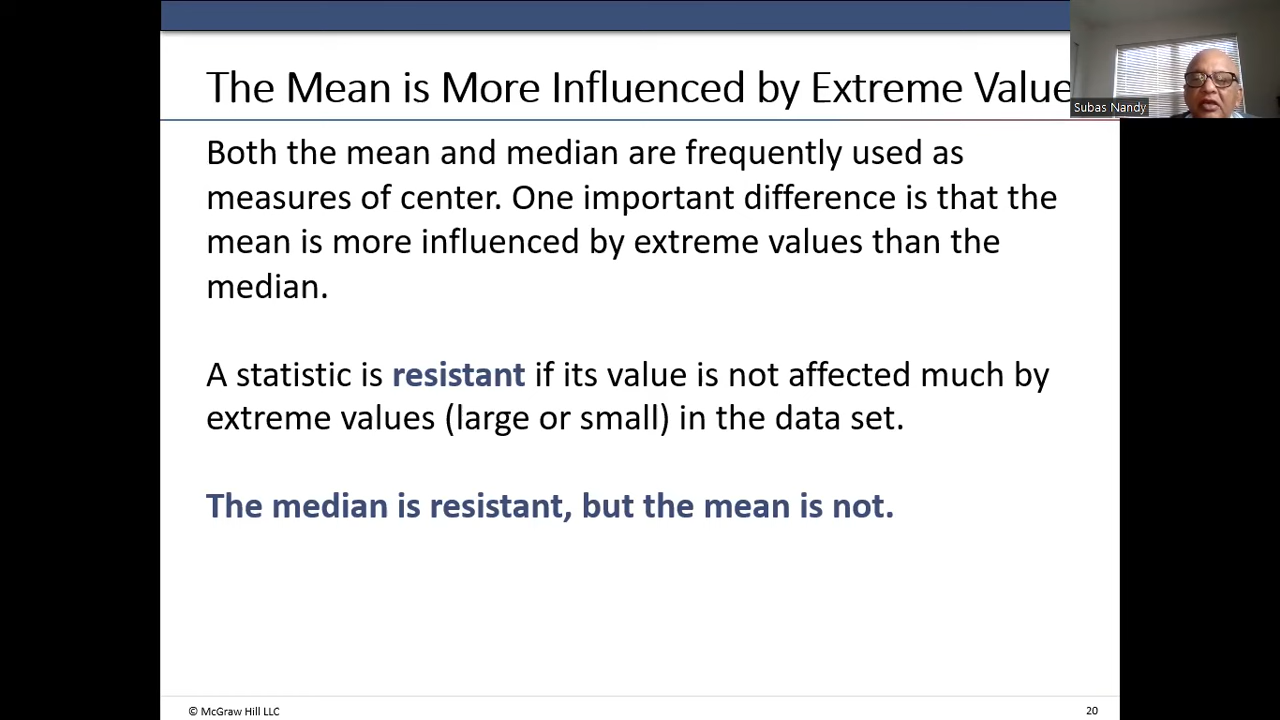 The Mean is More Influenced by Extreme Value
Subas Nandy
Both the mean and median are frequently used as
measures of center. One important difference is that the
mean is more influenced by extreme values than the
median.
A statistic is resistant if its value is not affected much by
extreme values (large or small) in the data set.
The median is resistant, but the mean is not.
© McGraw Hill LLC
20